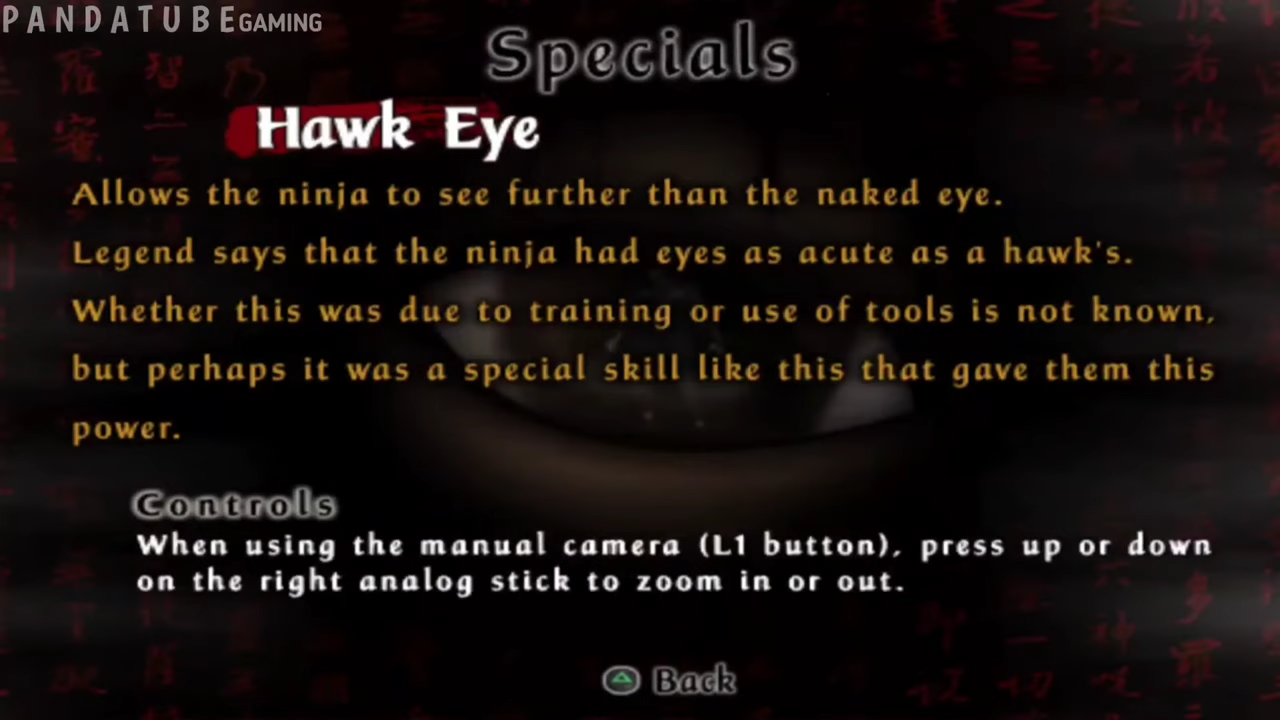 PANDATUBEGAMING
Specials
Hawk Eye
Allows the ninja to see further than the naked eye.
Legend says that the ninja had eyes as acute as a hawk's.
Whether this was due to training or use of tools is not known,
but perhaps it was a special skill like this that gave them this
power.
Controls
When using the manual camera (L1 button), press up or down
on the right analog stick to zoom in or out.
Back